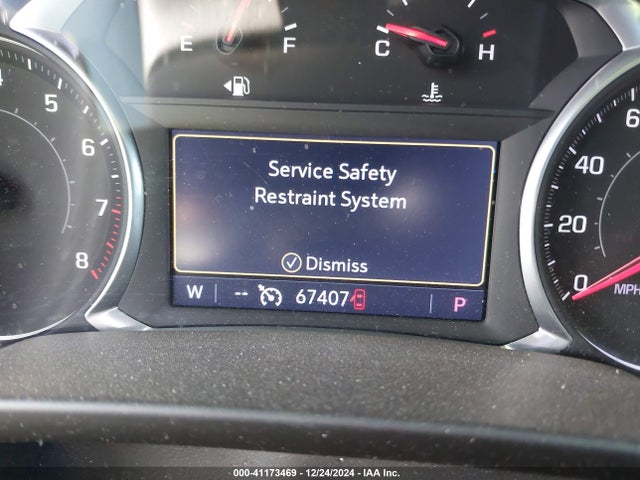 E F
C H
4
5
6
7
8
Service Safety
Restraint System
Dismiss
W -- 67407 P
60
40
20
0
MPH
000-41173469 • 12/24/2024 • IAA Inc.